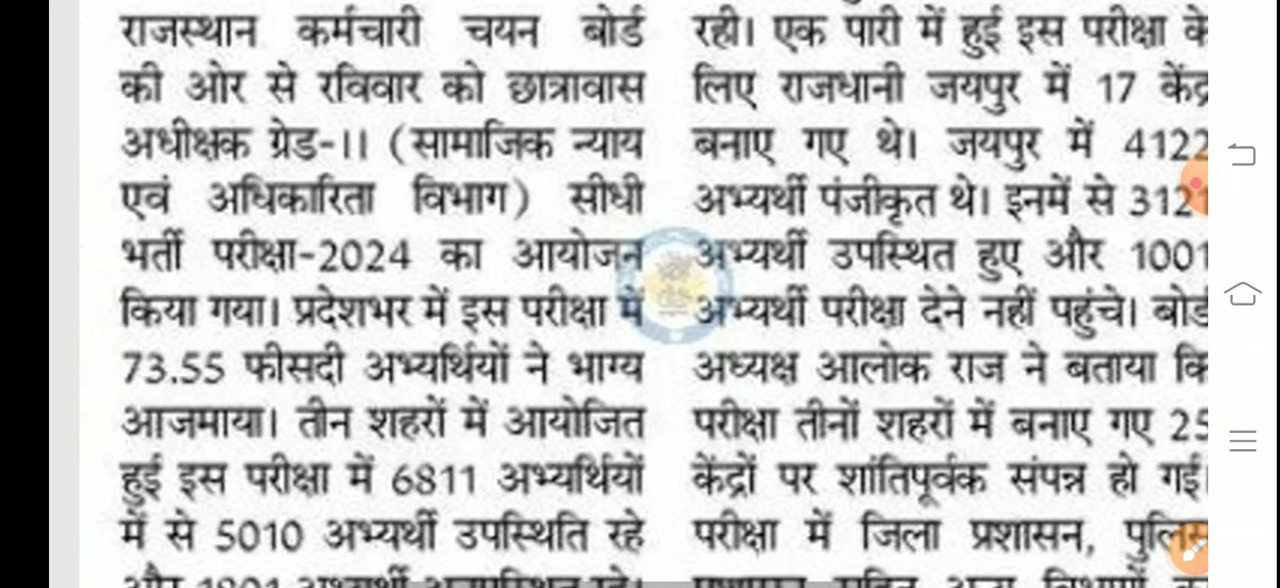 राजस्थान कर्मचारी चयन बोर्ड
की ओर से रविवार को छात्रावास
अधीक्षक ग्रेड-।। (सामाजिक न्याय
एवं अधिकारिता विभाग) सीधी
भर्ती परीक्षा-2024 का आयोजन
किया गया। प्रदेशभर में इस परीक्षा में
73.55 फीसदी अभ्यर्थियों ने भाग्य
आजमाया। तीन शहरों में आयोजित
हुई इस परीक्षा में 6811 अभ्यर्थियों
में से 5010 अभ्यर्थी उपस्थिति रहे
रही। एक पारी में हुई इस परीक्षा के
लिए राजधानी जयपुर में 17 केंद्र
बनाए गए थे। जयपुर में 4122
अभ्यर्थी पंजीकृत थे। इनमें से 3121
अभ्यर्थी उपस्थित हुए और 1001
अभ्यर्थी परीक्षा देने नहीं पहुंचे। बोर्ड
अध्यक्ष आलोक राज ने बताया कि
परीक्षा तीनों शहरों में बनाए गए 25
केंद्रों पर शांतिपूर्वक संपन्न हो गई।
परीक्षा में जिला प्रशासन, पुलिस